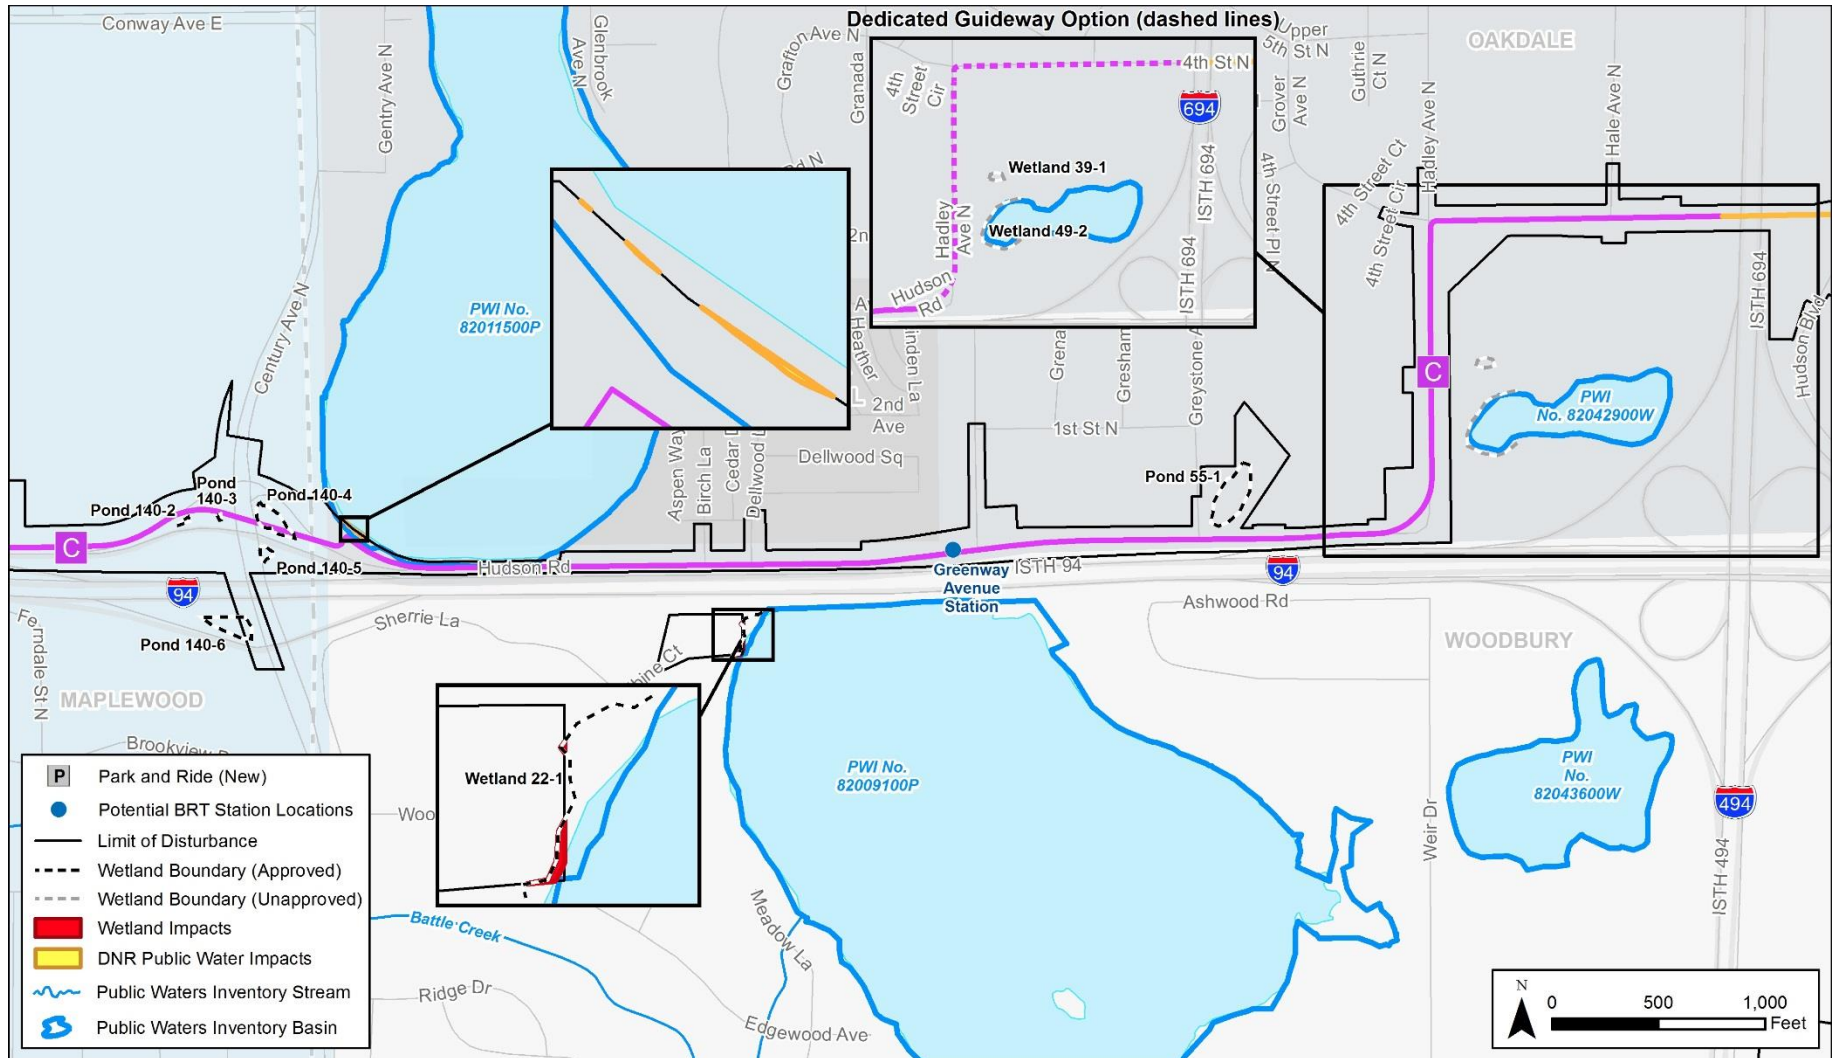 Conway Ave E
Gentry Ave N
Glenbrook
Ave N
Dedicated Guideway Option (dashed lines)
Grafton Ave N
Granada
4th
Street
Cir
4th St N
694
Wetland 39-1
Wetland 49-2
Hadley
Ave N
Hudson
Rd
ISTH 694
ISTH 694
Upper
5th St N
Grover
Ave N
Guthrie
Ct N
OAKDALE
Hadley Ave N
Hale Ave N
4th Street Ct
4th Street Cir
4th Street Pl N
ISTH 694
Hudson Blvd
Century Ave N
PWI No.
82011500P
Heather
2nd
Ave
Dellwood Sq
Aspen Way
Birch La
Cedar
Dellwood
1st St N
Gresham
Greystone
C
PWI
No. 82042900W
Pond
140-3
Pond 140-2
Pond 140-4
Pond 140-5
Pond 55-1
C
94
Hudson Rd
Greenway
Avenue
Station
ISTH 94
94
Ashwood Rd
Sherrie La
Ferndale St N
Pond 140-6
MAPLEWOOD
WOODBURY
Brookview
Wetland 22-1
PWI No.
82009100P
PWI
No.
82043600W
494
Weir Dr
ISTH 494
Battle Creek
Meadow La
Ridge Dr
Edgewood Ave
P Park and Ride (New)
Potential BRT Station Locations
Limit of Disturbance
Wetland Boundary (Approved)
Wetland Boundary (Unapproved)
Wetland Impacts
DNR Public Water Impacts
Public Waters Inventory Stream
Public Waters Inventory Basin
N
0 500 1,000
Feet